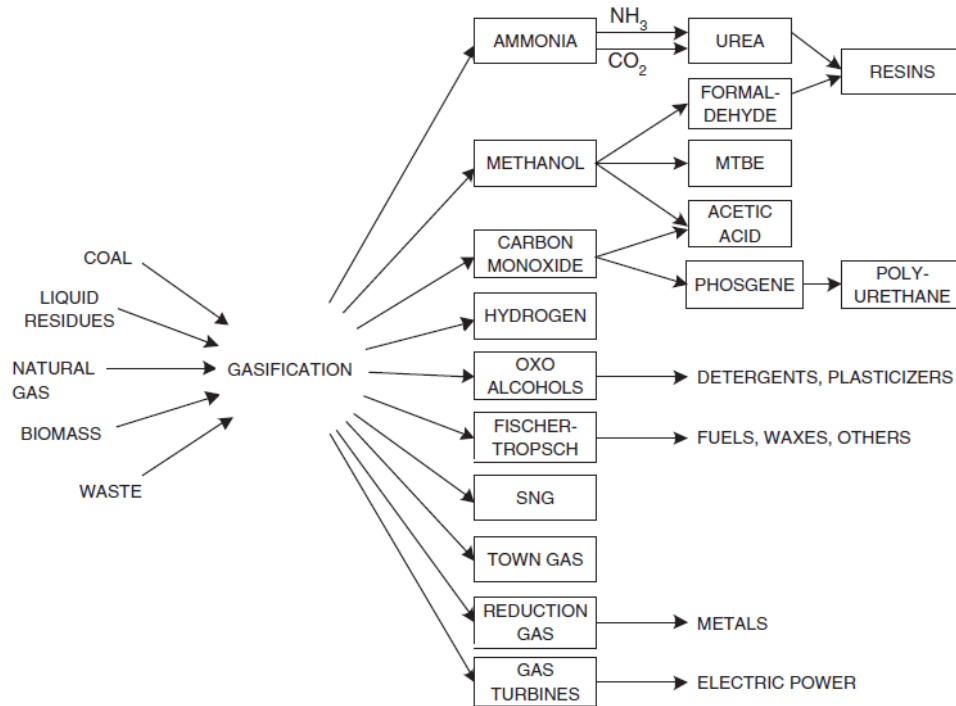 NH3
AMMONIA
UREA
CO2
RESINS
FORMAL-
DEHYDE
METHANOL
MTBE
ACETIC
ACID
CARBON
MONOXIDE
COAL
PHOSGENE
POLY-
URETHANE
LIQUID
RESIDUES
HYDROGEN
NATURAL
GAS
GASIFICATION
OXO
ALCOHOLS
DETERGENTS, PLASTICIZERS
BIOMASS
FISCHER-
TROPSCH
FUELS, WAXES, OTHERS
WASTE
SNG
TOWN GAS
REDUCTION
GAS
METALS
GAS
TURBINES
ELECTRIC POWER